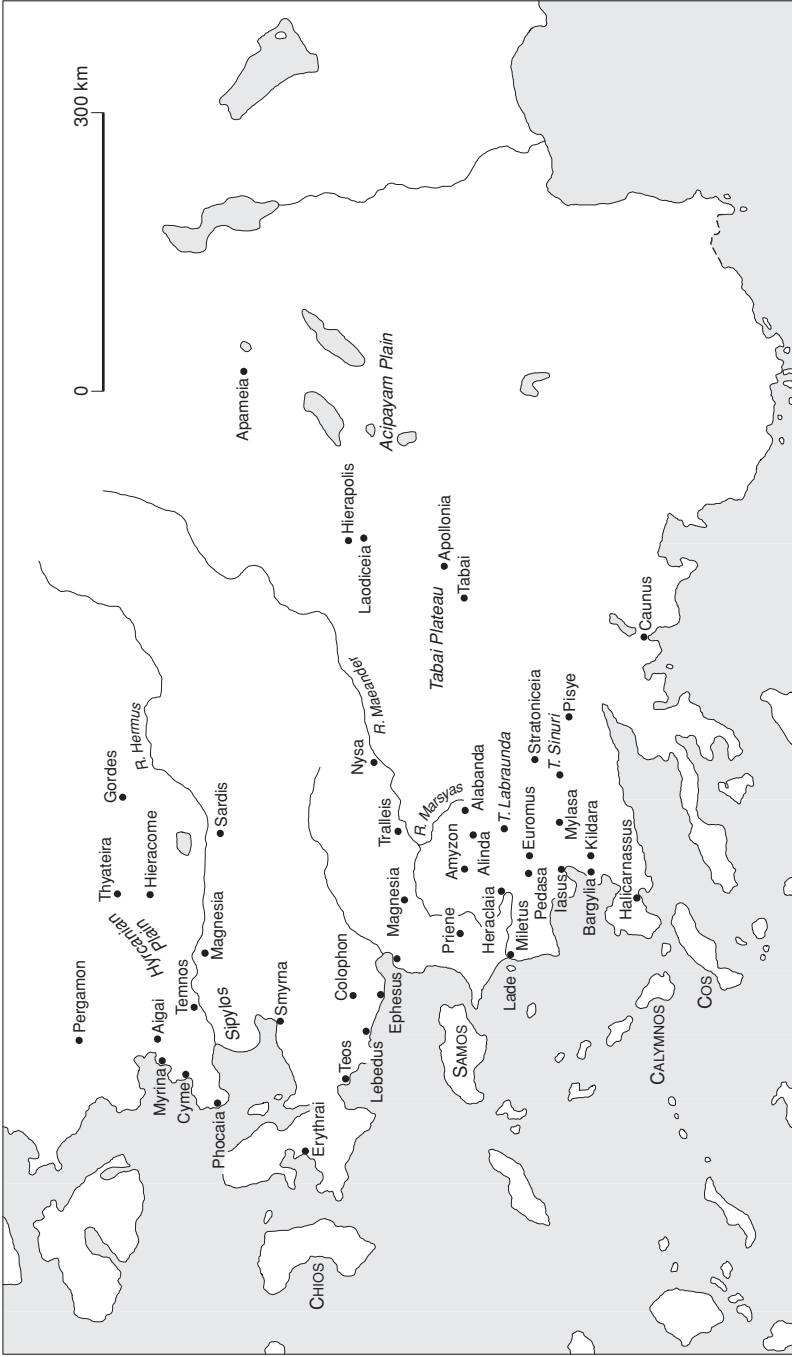 0
300 km
Pergamon
Thyateira
Gordes
Hyrcanian
Plain
Hieracome
R. Hermus
Aigai
Myrina
Temnos
Cyme
Magnesia
Sardis
Apameia
Phocaia
Sipylos
Smyrna
Erythrai
Colophon
Nysa
R. Maeander
Hierapolis
Laodiceia
Acipayam Plain
Teos
Lebedus
Ephesus
Magnesia
Tralleis
R. Marsyas
CHIOS
SAMOS
Priene
Amyzon
Alabanda
Alinda
Tabai Plateau
Apollonia
Tabai
Heraclaia
T. Labraunda
Lade
Miletus
Pedasa
Euromus
Stratoniceia
T. Sinuri
Iasus
Mylasa
Pisye
Bargylia
Kildara
Halicarnassus
Caunus
CALYMNOS
COS